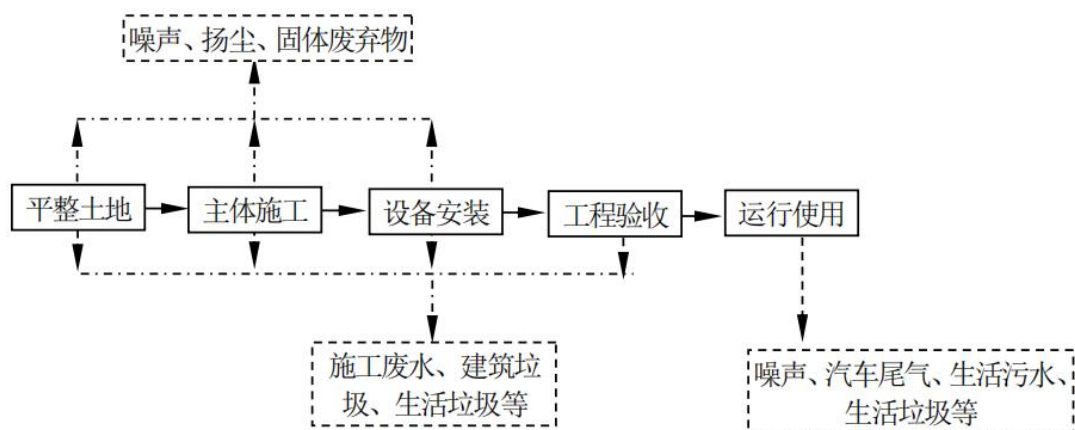 噪声、扬尘、固体废弃物
平整土地
主体施工
设备安装
工程验收
运行使用
施工废水、建筑垃
圾、生活垃圾等
噪声、汽车尾气、生活污水、
生活垃圾等